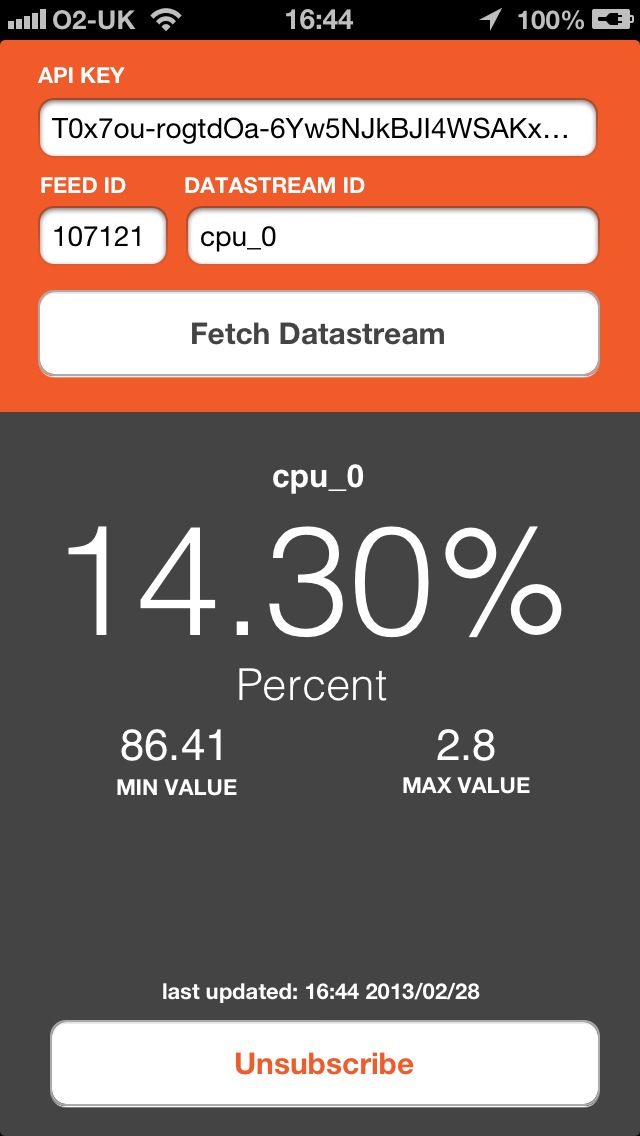 O2-UK 16:44 100%
API KEY
T0x7ou-rogtdOa-6Yw5NJkBJI4WSAKx...
FEED ID DATASTREAM ID
107121 cpu_0
Fetch Datastream
cpu_0
14.30%
Percent
86.41 2.8
MIN VALUE MAX VALUE
last updated: 16:44 2013/02/28
Unsubscribe